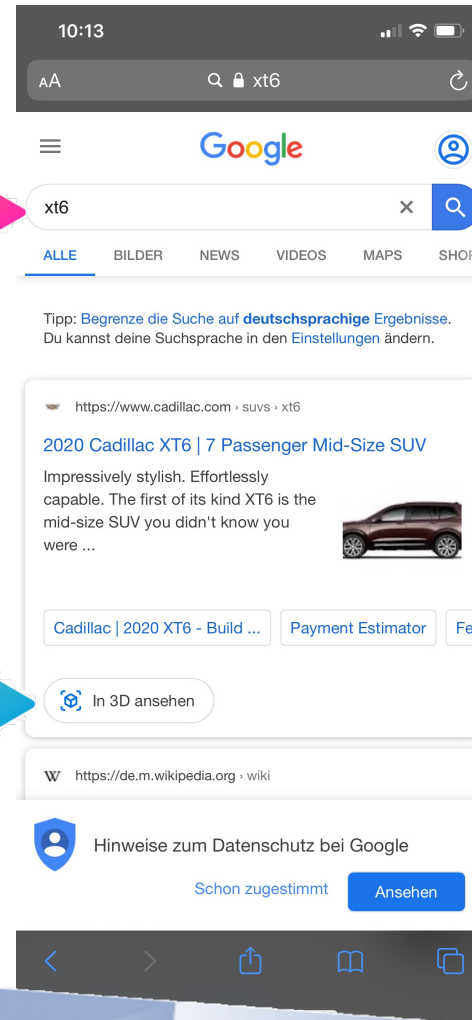 10:13
AA
xt6
Google
xt6
ALLE BILDER NEWS VIDEOS MAPS
Tipp: Begrenze die Suche auf deutschsprachige Ergebnisse.
Du kannst deine Suchsprache in den Einstellungen ändern.
https://www.cadillac.com › suvs › xt6
2020 Cadillac XT6 | 7 Passenger Mid-Size SUV
Impressively stylish. Effortlessly
capable. The first of its kind XT6 is the
mid-size SUV you didn't know you
were ...
Cadillac | 2020 XT6 - Build ... Payment Estimator Fe
In 3D ansehen
W https://de.m.wikipedia.org › wiki
Hinweise zum Datenschutz bei Google
Schon zugestimmt Ansehen